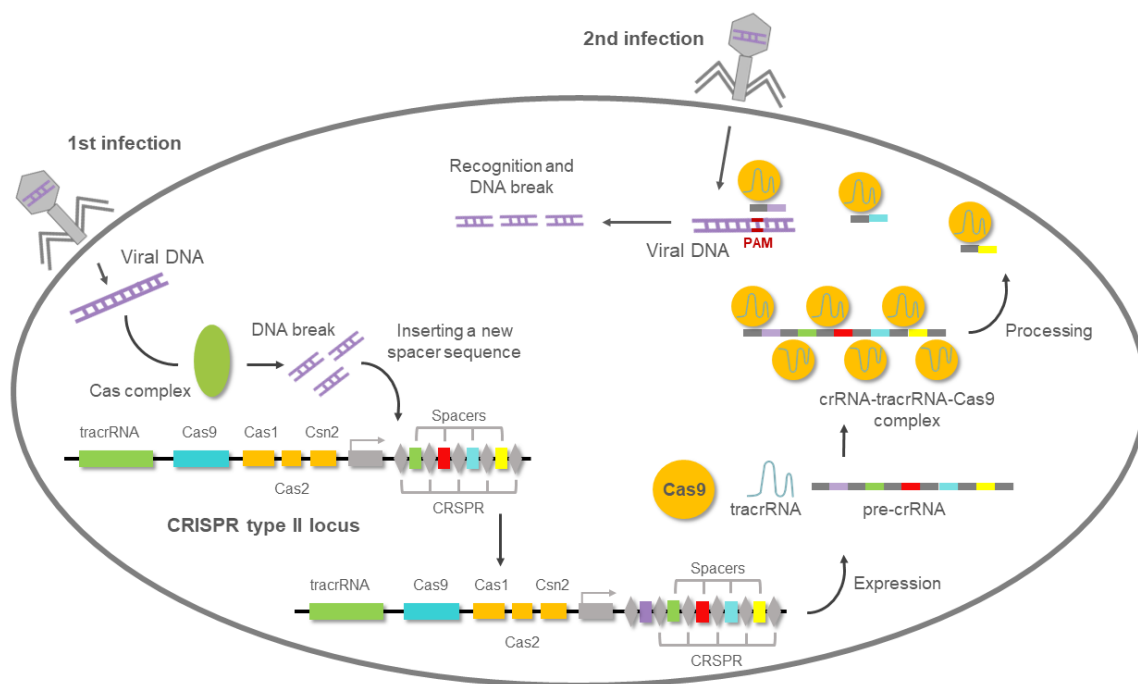 2nd infection
1st infection
Recognition and
DNA break
Viral DNA
PAM
Viral DNA
DNA break
Inserting a new
spacer sequence
Cas complex
Processing
crRNA-tracrRNA-Cas9
complex
Spacers
tracrRNA Cas9 Cas1 Csn2
Cas2
CRISPR
CRISPR type II locus
Cas9
tracrRNA
pre-crRNA
Expression
Spacers
tracrRNA Cas9 Cas1 Csn2
Cas2
CRSPR